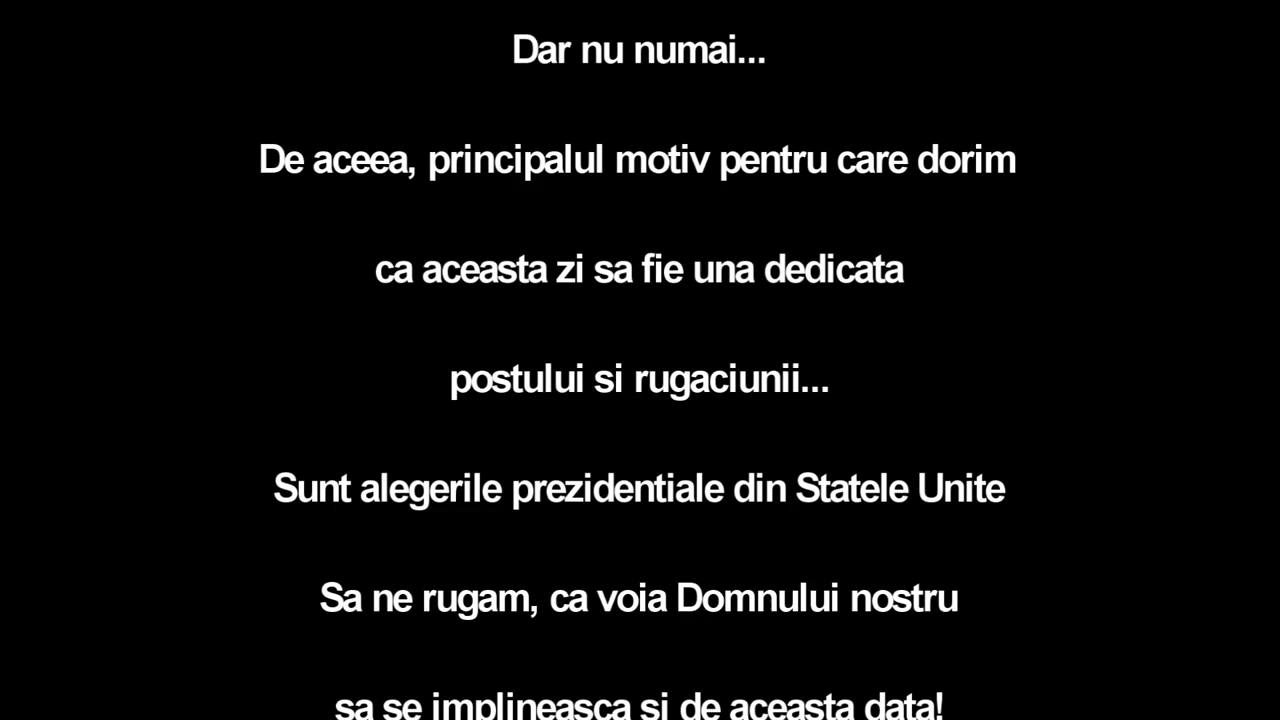 Dar nu numai...
De aceea, principalul motiv pentru care dorim
ca aceasta zi sa fie una dedicata
postului si rugaciunii...
Sunt alegerile prezidentiale din Statele Unite
Sa ne rugam, ca voia Domnului nostru
sa se implineasca si de aceasta data!